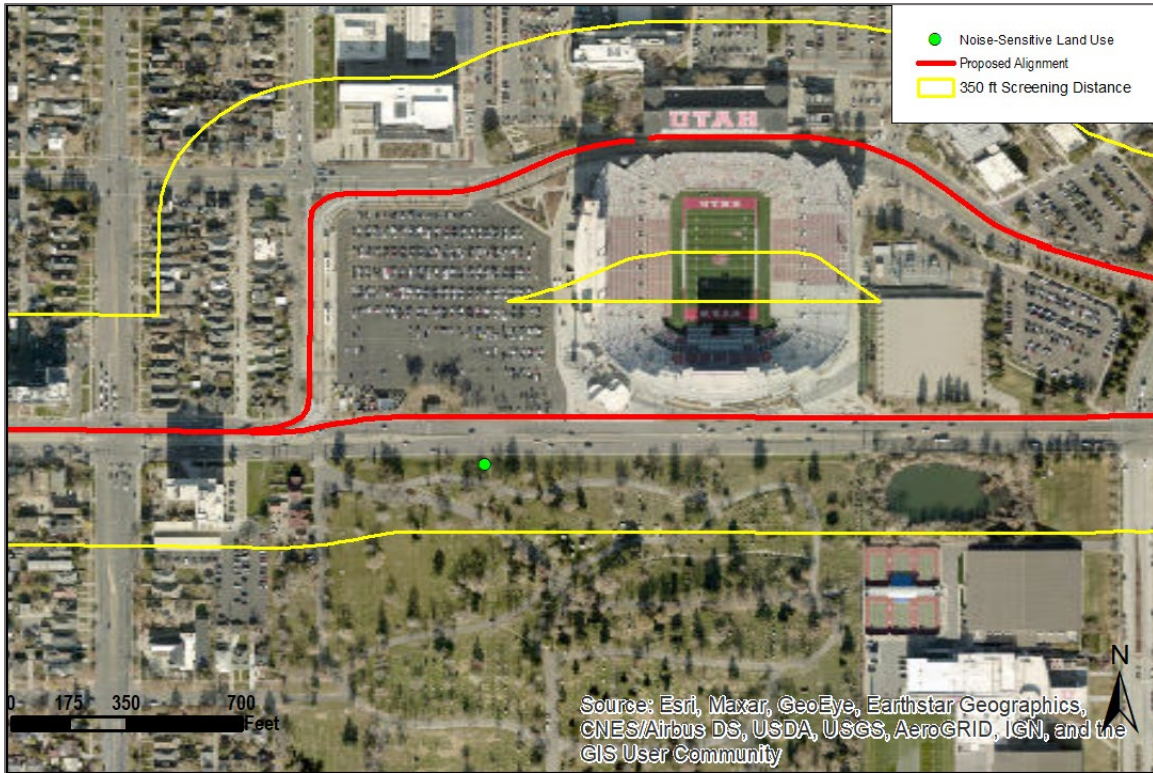 Noise-Sensitive Land Use
Proposed Alignment
350 ft Screening Distance
UTAH
UTAH
N
0 175 350 700
Feet
Source: Esri, Maxar, GeoEye, Earthstar Geographics,
CNES/Airbus DS, USDA, USGS, AeroGRID, IGN, and the
GIS User Community